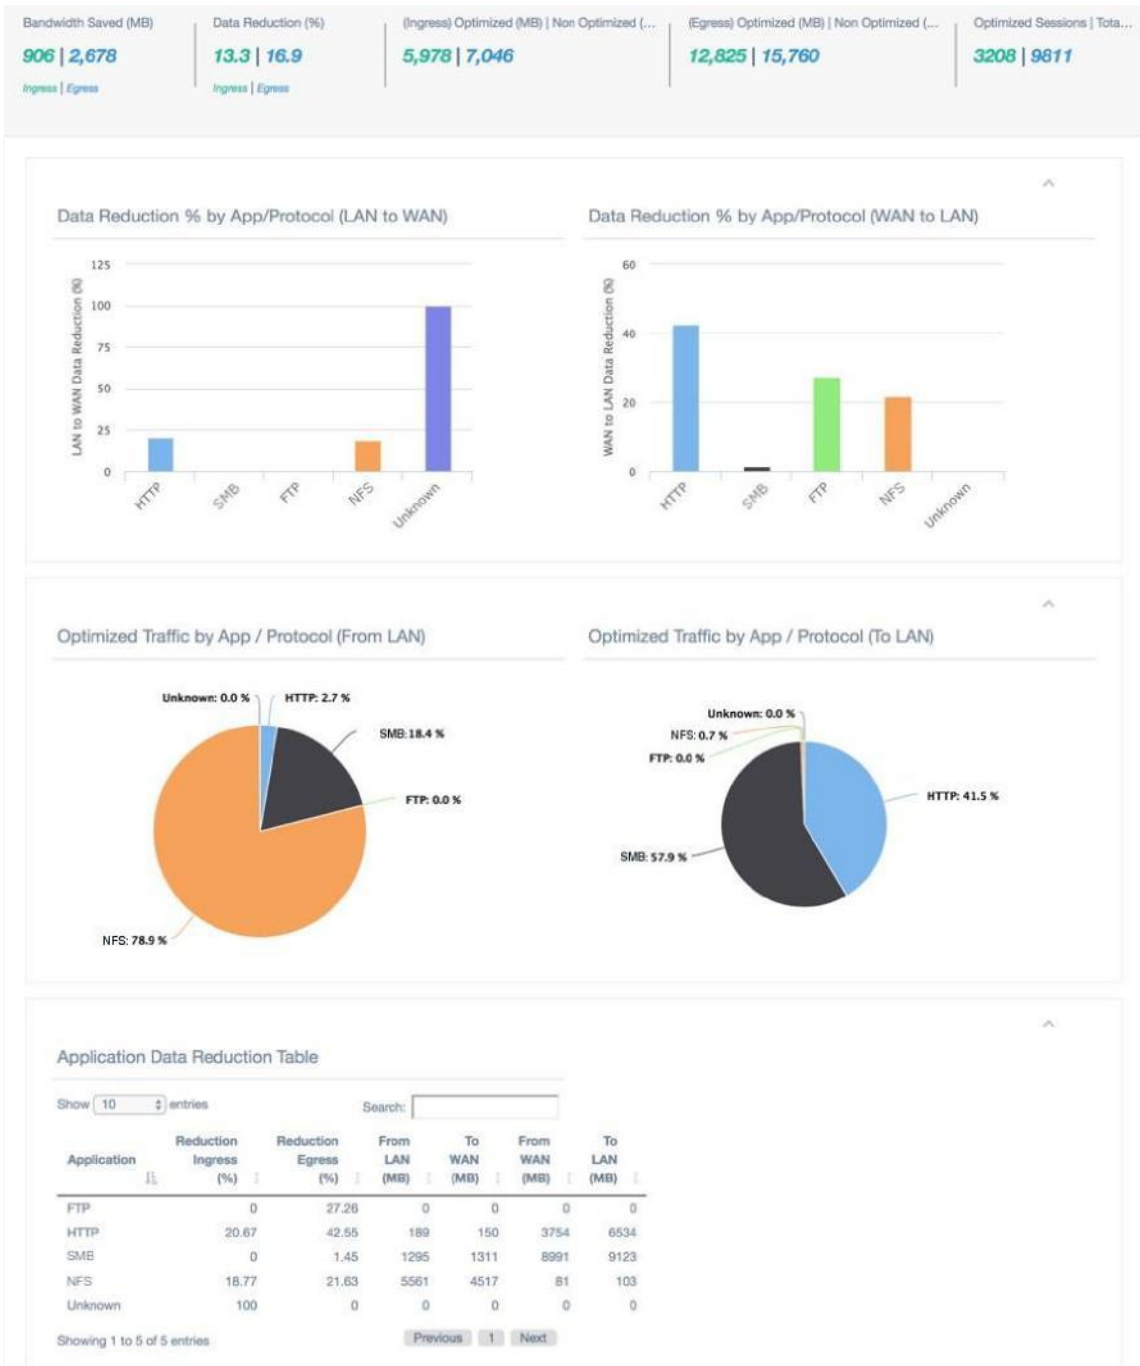 Bandwidth Saved (MB)
906 | 2,678
Ingress | Egress
Data Reduction (%)
13.3 | 16.9
Ingress | Egress
(Ingress) Optimized (MB) | Non Optimized (...
5,978 | 7,046
(Egress) Optimized (MB) | Non Optimized (...
12,825 | 15,760
Optimized Sessions | Tota...
3208 | 9811
Data Reduction % by App/Protocol (LAN to WAN)
LAN to WAN Data Reduction (%)
125
100
75
50
25
0
HTTP
SMB
FTP
NFS
Unknown
Data Reduction % by App/Protocol (WAN to LAN)
WAN to LAN Data Reduction (%)
60
40
20
0
HTTP
SMB
FTP
NFS
Unknown
Optimized Traffic by App / Protocol (From LAN)
Unknown: 0.0 %
HTTP: 2.7 %
SMB: 18.4 %
FTP: 0.0 %
NFS: 78.9 %
Optimized Traffic by App / Protocol (To LAN)
Unknown: 0.0 %
NFS: 0.7 %
FTP: 0.0 %
HTTP: 41.5 %
SMB: 57.9 %
Application Data Reduction Table
Show 10 entries
Search:
Application Reduction Ingress (%) Reduction Egress (%) From LAN (MB) To WAN (MB) From WAN (MB) To LAN (MB)
FTP 0 27.26 0 0 0 0
HTTP 20.67 42.55 189 150 3754 6534
SMB 0 1.45 1295 1311 8991 9123
NFS 18.77 21.63 5561 4517 81 103
Unknown 100 0 0 0 0 0
Showing 1 to 5 of 5 entries
Previous 1 Next